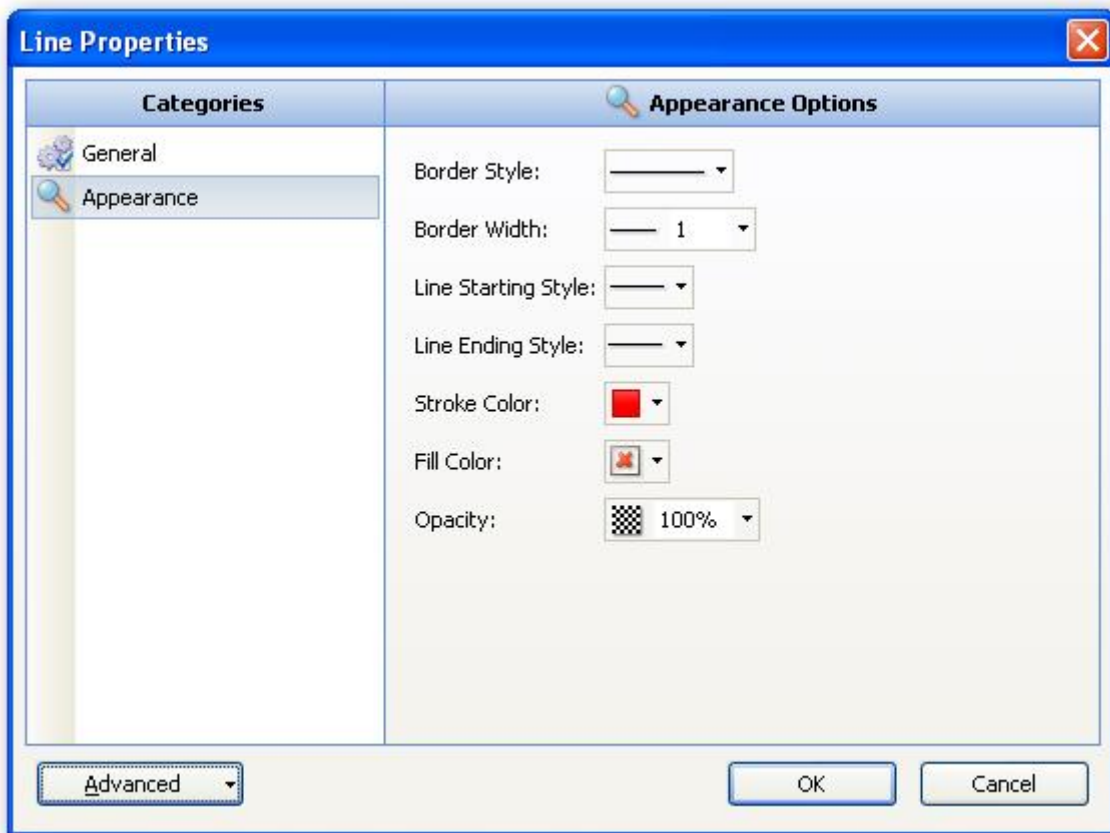 Line Properties
Categories
Appearance Options
General
Appearance
Border Style:
Border Width: 1
Line Starting Style:
Line Ending Style:
Stroke Color:
Fill Color:
Opacity: 100%
Advanced
OK
Cancel